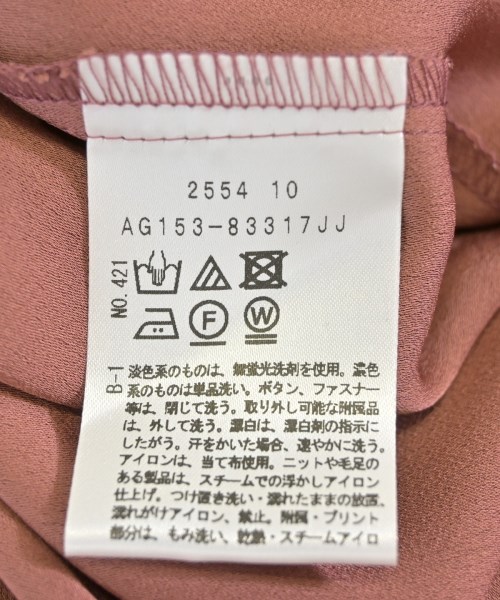 2554 10
AG153-83317JJ
NO.421
F
W
B-1
淡色系のものは、無蛍光洗剤を使用。濃色
系のものは単品洗い。ボタン、ファスナー
等は、閉じて洗う。取り外し可能な附属品
は、外して洗う。漂白は、漂白剤の指示に
したがう。汗をかいた場合、速やかに洗う。
アイロンは、当て布使用。ニットや毛足の
ある製品は、スチームでの浮かしアイロン
仕上げ。つけ置き洗い・濡れたままの放置、
濡れがけアイロン、禁止。附属・プリント
部分は、もみ洗い、乾熱・スチームアイロ